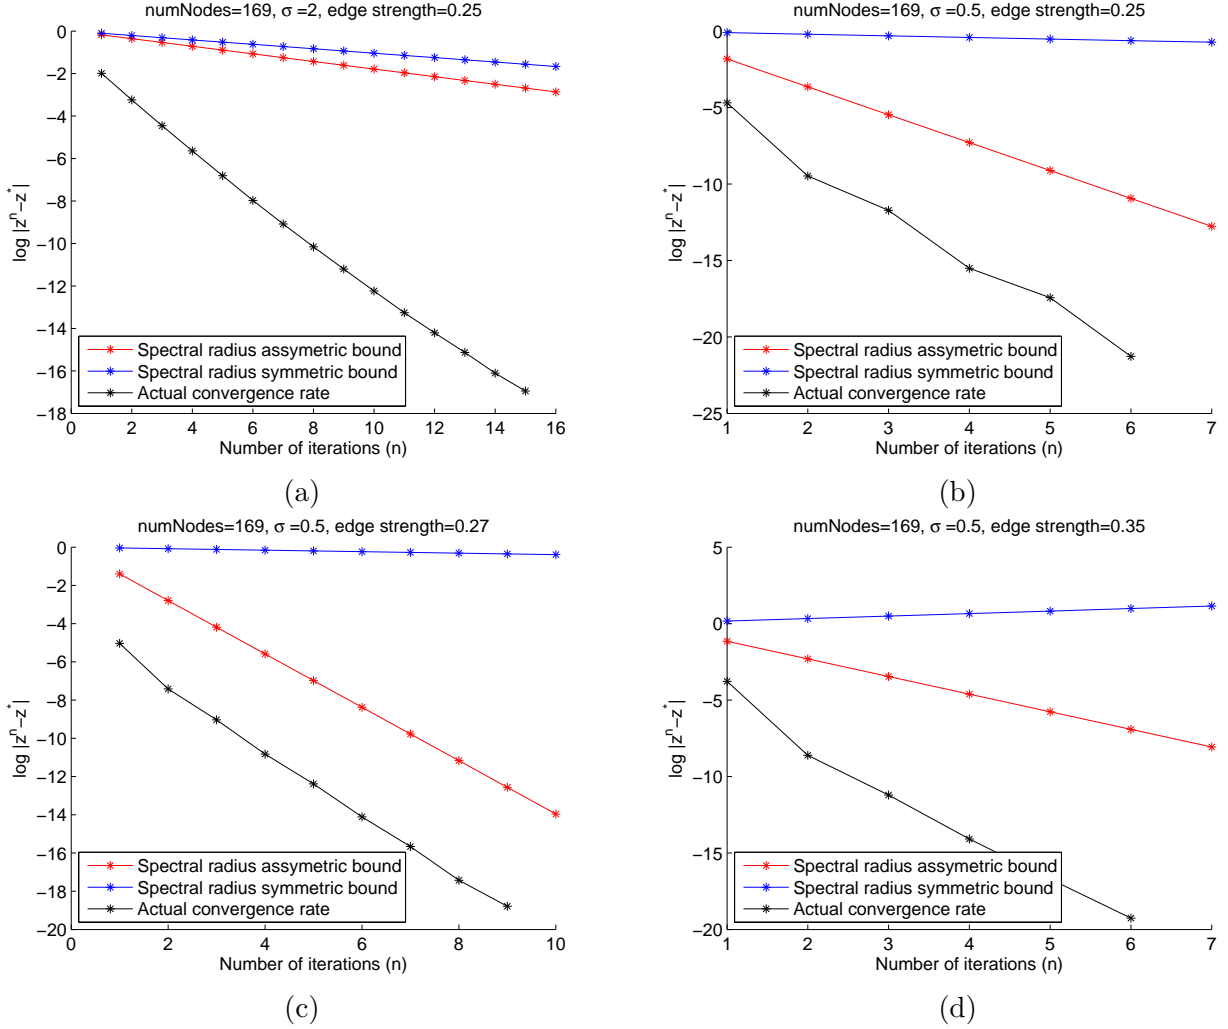 numNodes=169, σ =2, edge strength=0.25
0
−2
−4
−6
−8
−10
−12
−14
−16
−18
log |z^n−z^*|
Spectral radius assymetric bound
Spectral radius symmetric bound
Actual convergence rate
0 2 4 6 8 10 12 14 16
Number of iterations (n)
(a)
numNodes=169, σ =0.5, edge strength=0.25
0
−5
−10
−15
−20
−25
log |z^n−z^*|
Spectral radius assymetric bound
Spectral radius symmetric bound
Actual convergence rate
1 2 3 4 5 6 7
Number of iterations (n)
(b)
numNodes=169, σ =0.5, edge strength=0.27
0
−2
−4
−6
−8
−10
−12
−14
−16
−18
−20
log |z^n−z^*|
Spectral radius assymetric bound
Spectral radius symmetric bound
Actual convergence rate
0 2 4 6 8 10
Number of iterations (n)
(c)
numNodes=169, σ =0.5, edge strength=0.35
5
0
−5
−10
−15
−20
log |z^n−z^*|
Spectral radius assymetric bound
Spectral radius symmetric bound
Actual convergence rate
1 2 3 4 5 6 7
Number of iterations (n)
(d)